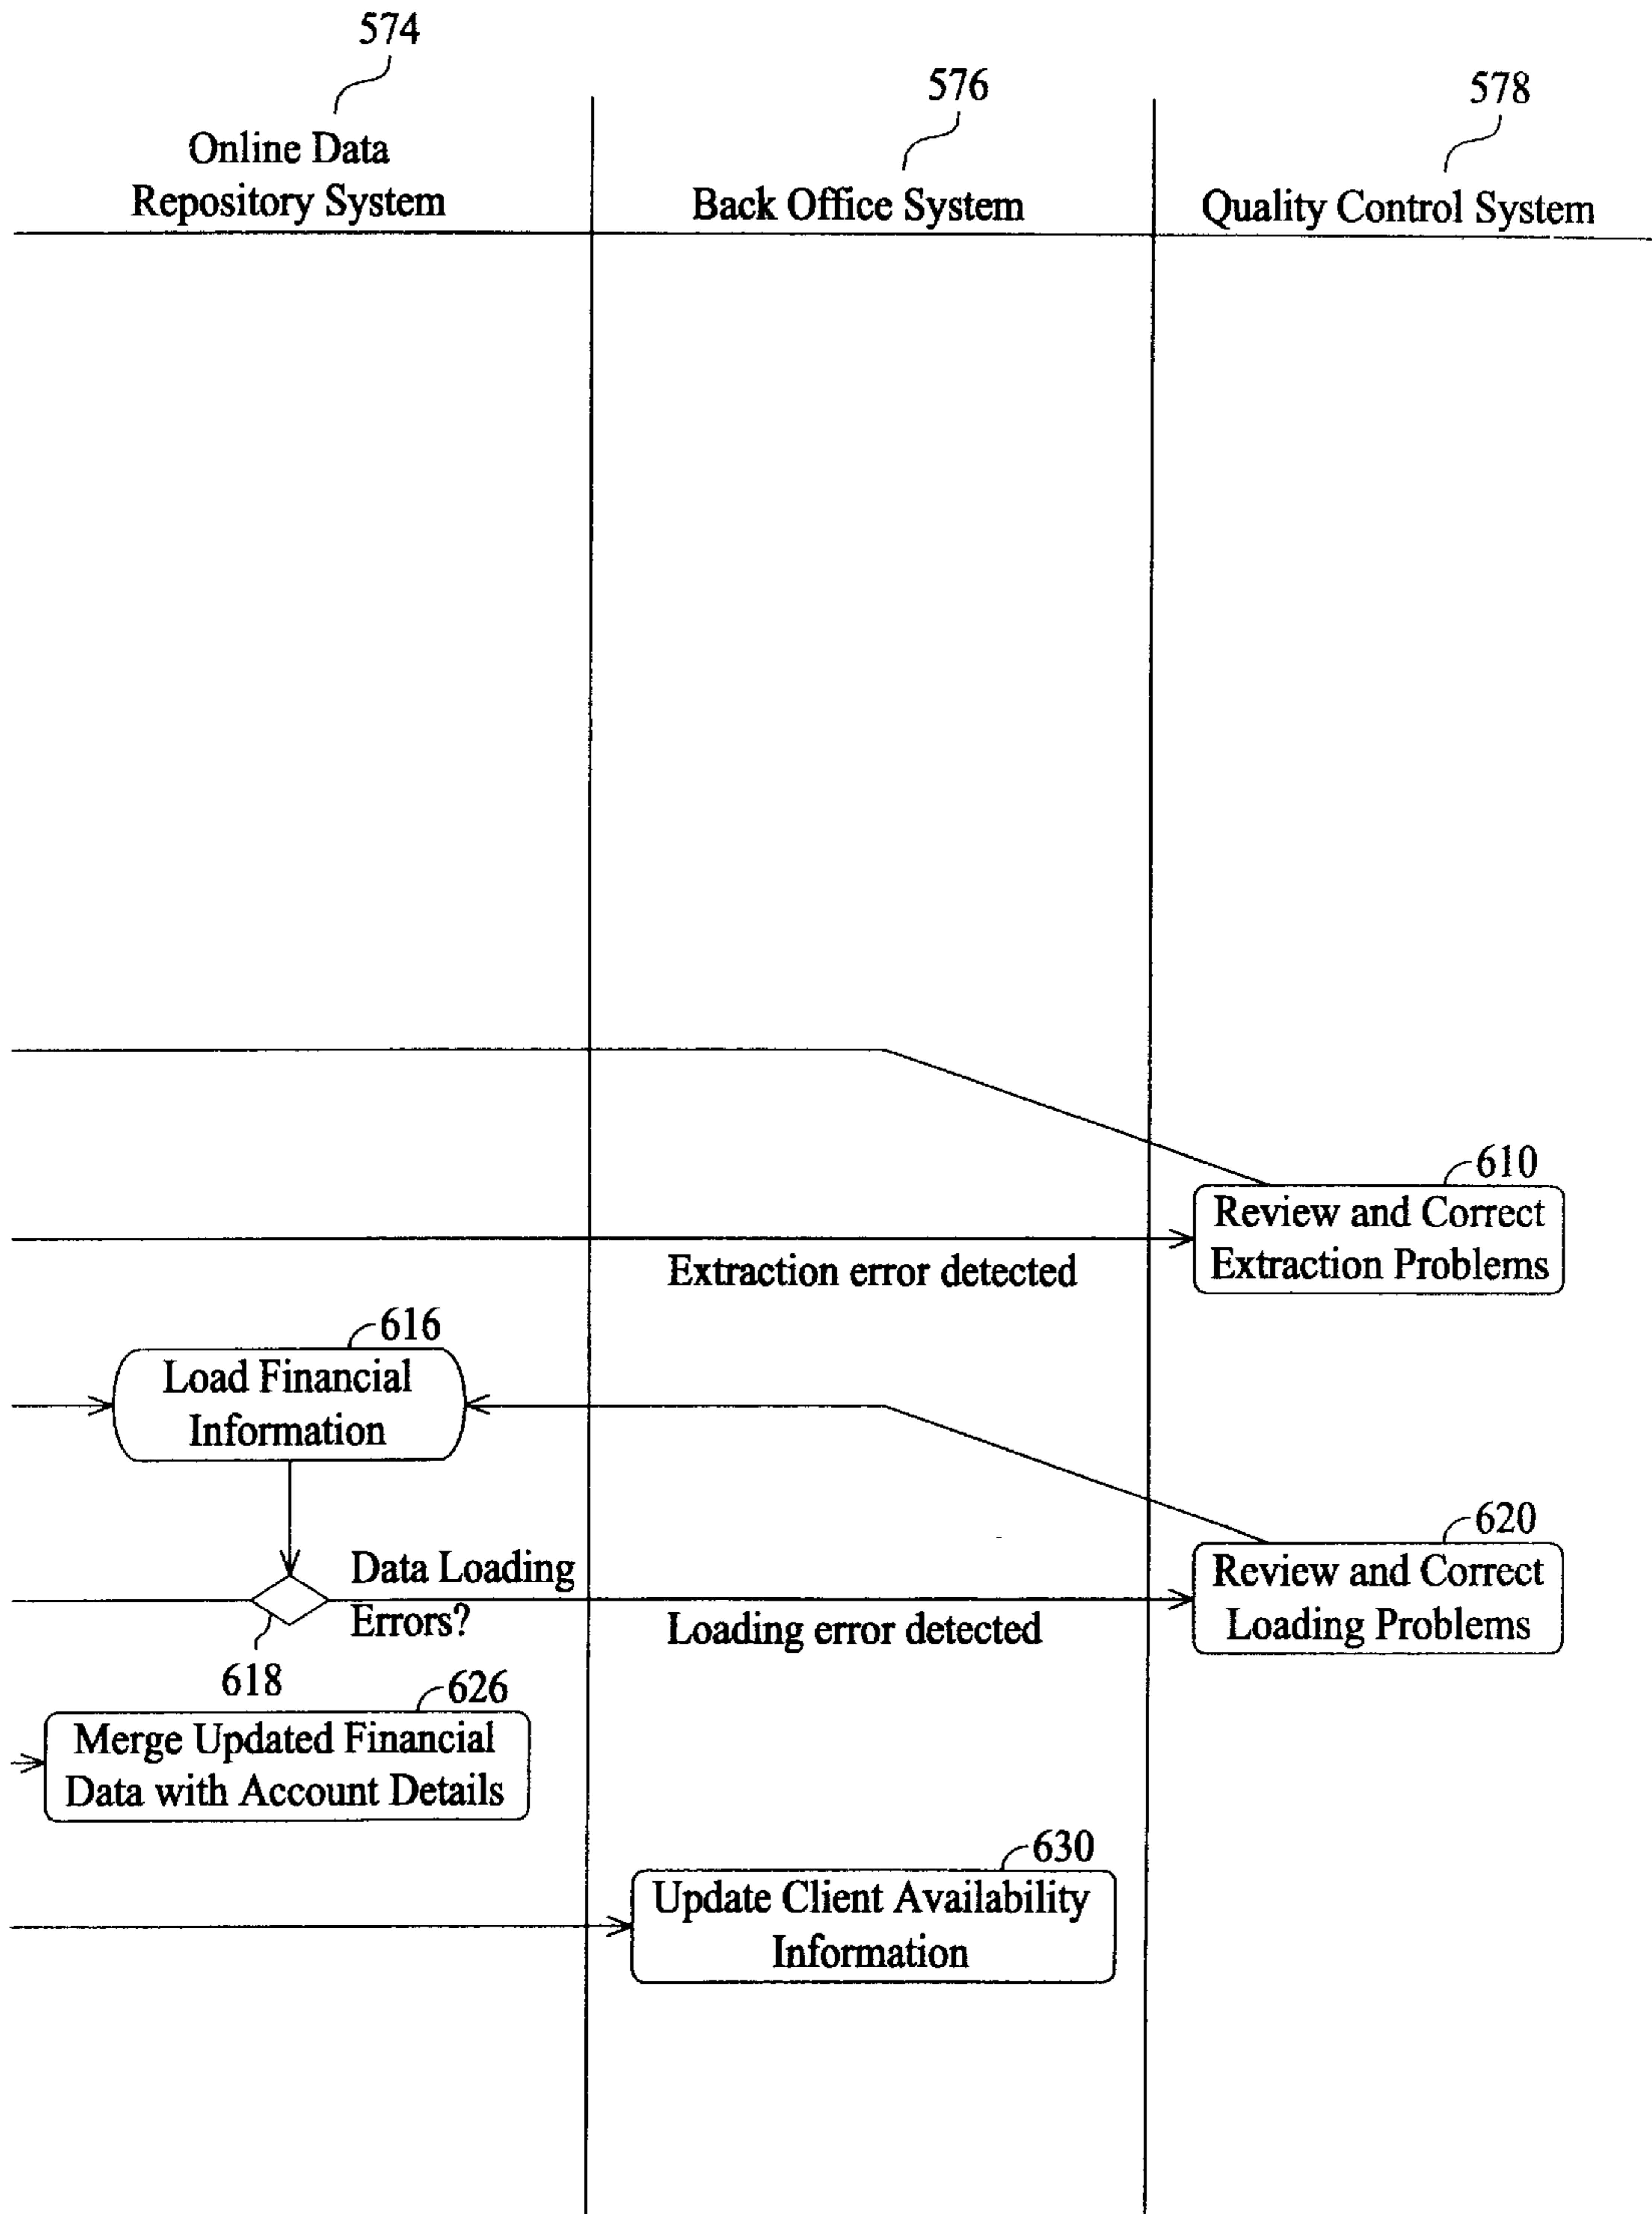 574
Online Data
Repository System
576
Back Office System
578
Quality Control System
610
Review and Correct
Extraction Problems
Extraction error detected
616
Load Financial
Information
620
Review and Correct
Loading Problems
Data Loading
Errors?
Loading error detected
618
626
Merge Updated Financial
Data with Account Details
630
Update Client Availability
Information